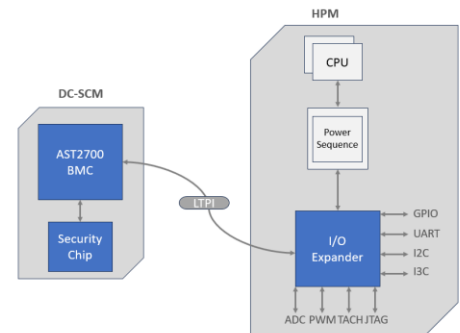 HPM
CPU
DC-SCM
Power
Sequence
AST2700
BMC
LTPI
Security
Chip
I/O
Expander
GPIO
UART
I2C
I3C
ADC PWM TACH JTAG